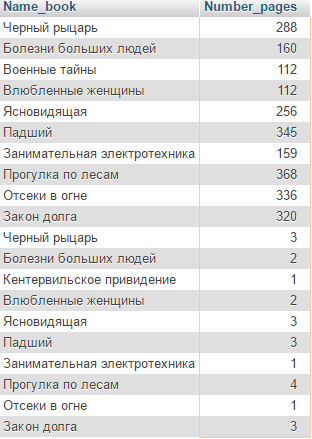 Name_book Number_pages
Черный рыцарь 288
Болезни больших людей 160
Военные тайны 112
Влюбленные женщины 112
Ясновидящая 256
Падший 345
Занимательная электротехника 159
Прогулка по лесам 368
Отсеки в огне 336
Закон долга 320
Черный рыцарь 3
Болезни больших людей 2
Кентервильское привидение 1
Влюбленные женщины 2
Ясновидящая 3
Падший 3
Занимательная электротехника 1
Прогулка по лесам 4
Отсеки в огне 1
Закон долга 3